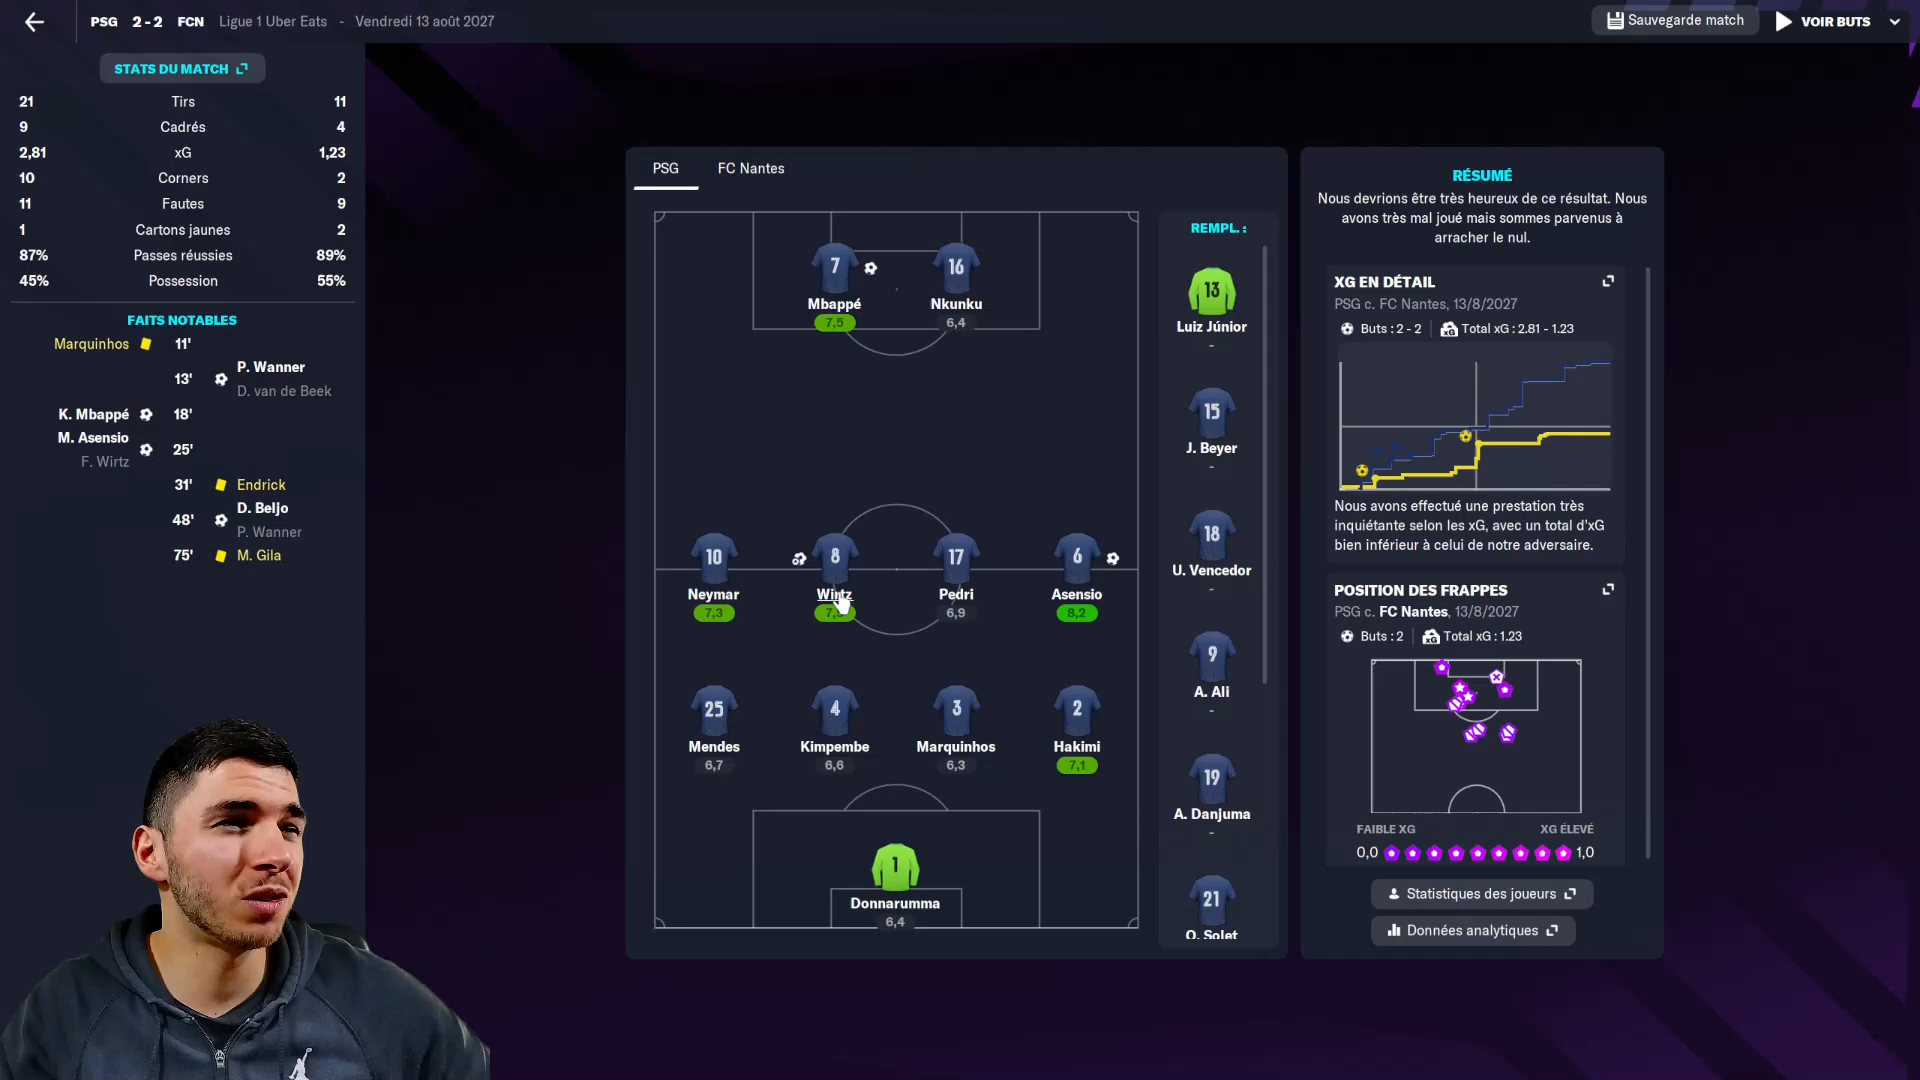 PSG 2 - 2 FCN Ligue 1 Uber Eats - Vendredi 13 août 2027
Sauvegarde match
VOIR BUTS
STATS DU MATCH
21 Tirs 11
9 Cadrés 4
2,81 xG 1,23
10 Corners 2
11 Fautes 9
1 Cartons jaunes 2
87% Passes réussies 89%
45% Possession 55%
FAITS NOTABLES
Marquinhos 11'
13' P. Wanner
D. van de Beek
K. Mbappé 18'
M. Asensio 25'
F. Wirtz
31' Endrick
48' D. Beljo
P. Wanner
75' M. Gila
PSG FC Nantes
7 16
Mbappé Nkunku
7,5 6,4
10 8 17 6
Neymar Wirtz Pedri Asensio
7,3 6,9 8,2
25 4 3 2
Mendes Kimpembe Marquinhos Hakimi
6,7 6,6 6,3 7,1
1
Donnarumma
6,4
REMPL. :
13
Luiz Júnior
-
15
J. Beyer
-
18
U. Vencedor
-
9
A. Ali
-
19
A. Danjuma
-
21
O. Solet
RÉSUMÉ
Nous devrions être très heureux de ce résultat. Nous
avons très mal joué mais sommes parvenus à
arracher le nul.
XG EN DÉTAIL
PSG c. FC Nantes, 13/8/2027
Buts : 2 - 2 xG Total xG : 2.81 - 1.23
Nous avons effectué une prestation très
inquiétante selon les xG, avec un total d'xG
bien inférieur à celui de notre adversaire.
POSITION DES FRAPPES
PSG c. FC Nantes, 13/8/2027
Buts : 2 xG Total xG : 1.23
FAIBLE XG XG ÉLEVÉ
0,0 1,0
Statistiques des joueurs
Données analytiques